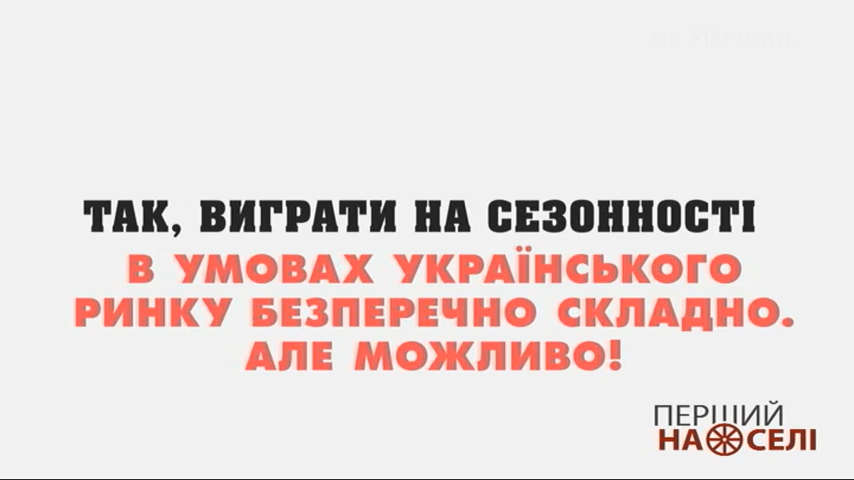 ТАК, ВИГРАТИ НА СЕЗОННОСТІ
В УМОВАХ УКРАЇНСЬКОГО
РИНКУ БЕЗПЕРЕЧНО СКЛАДНО.
АЛЕ МОЖЛИВО!
ПЕРШИЙ
НА СЕЛІ